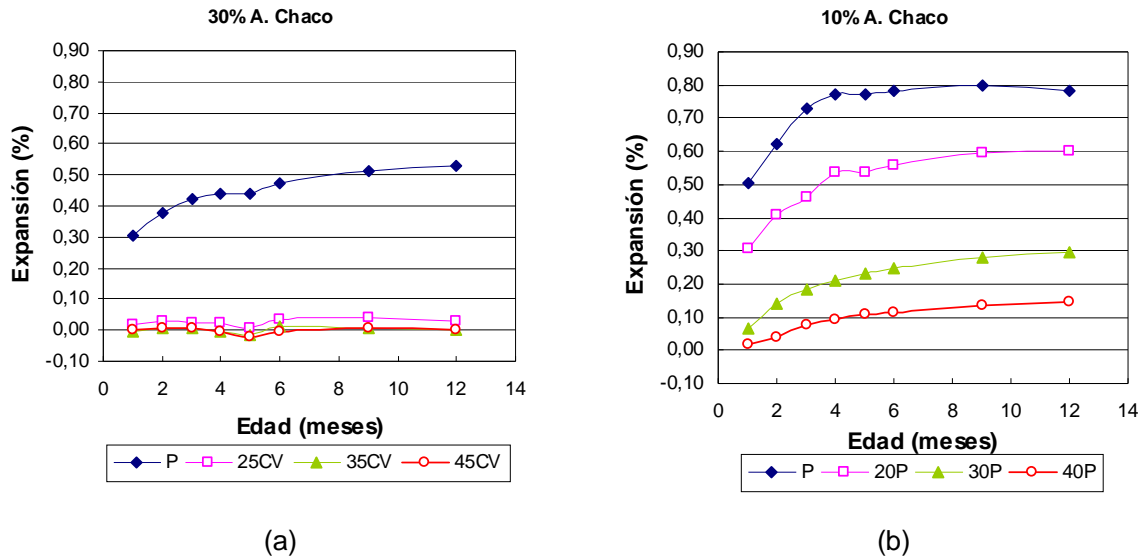 30% A. Chaco
0,90
0,80
0,70
0,60
0,50
0,40
0,30
0,20
0,10
0,00
-0,10
Expansión (%)
0 2 4 6 8 10 12 14
Edad (meses)
P 25CV 35CV 45CV
(a)
10% A. Chaco
0,90
0,80
0,70
0,60
0,50
0,40
0,30
0,20
0,10
0,00
-0,10
Expansión (%)
0 2 4 6 8 10 12 14
Edad (meses)
P 20P 30P 40P
(b)